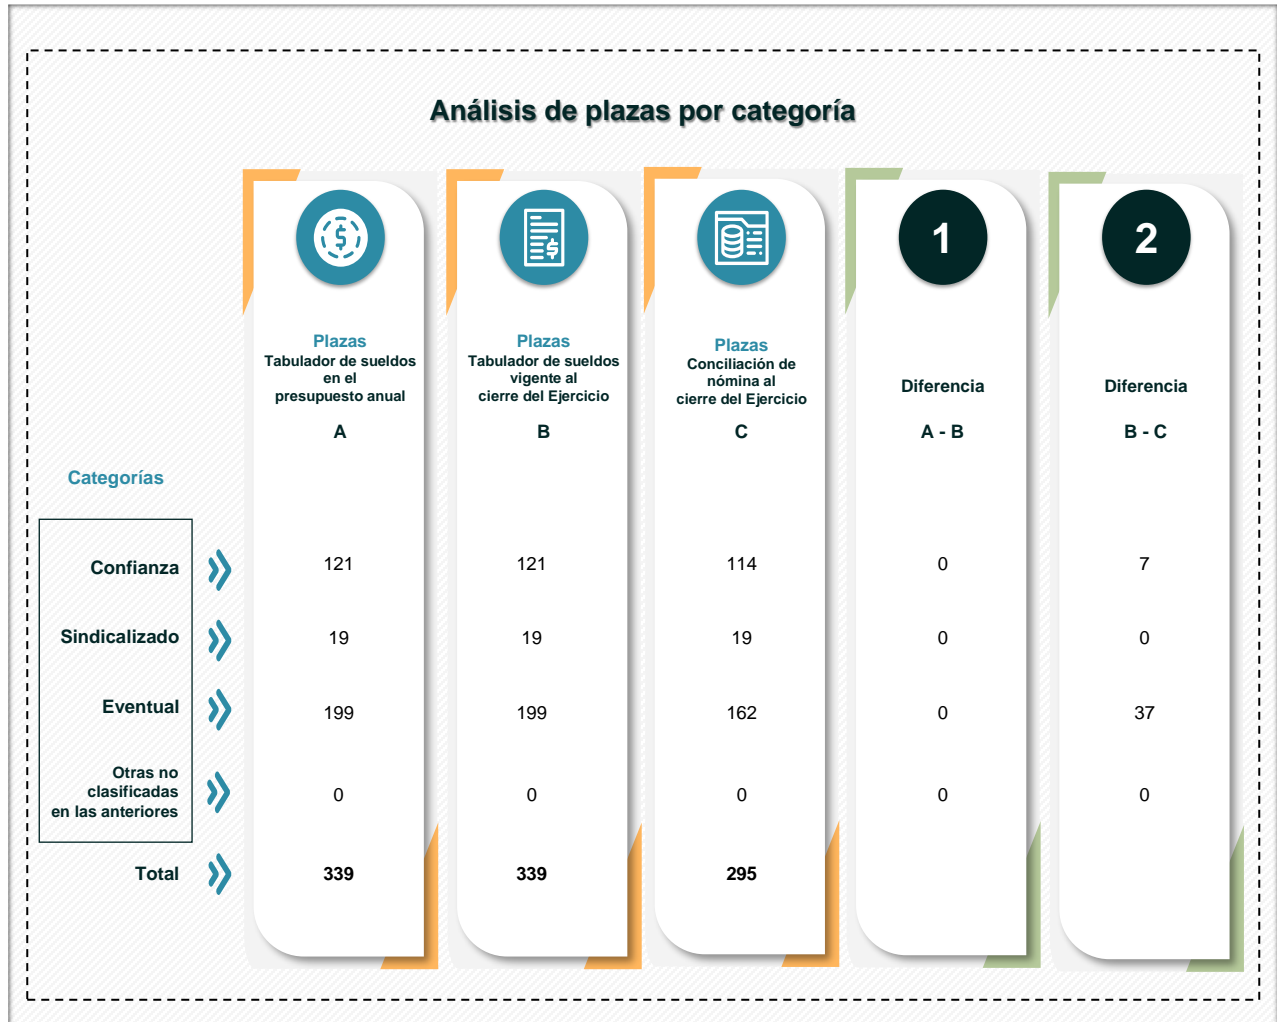 Análisis de plazas por categoría
1
2
Plazas
Tabulador de sueldos
en el
presupuesto anual
A
Plazas
Tabulador de sueldos
vigente al
cierre del Ejercicio
B
Plazas
Conciliación de
nómina al
cierre del Ejercicio
C
Diferencia
A - B
Diferencia
B - C
Categorías
Confianza 121 121 114 0 7
Sindicalizado 19 19 19 0 0
Eventual 199 199 162 0 37
Otras no
clasificadas
en las anteriores
0 0 0 0 0
Total 339 339 295